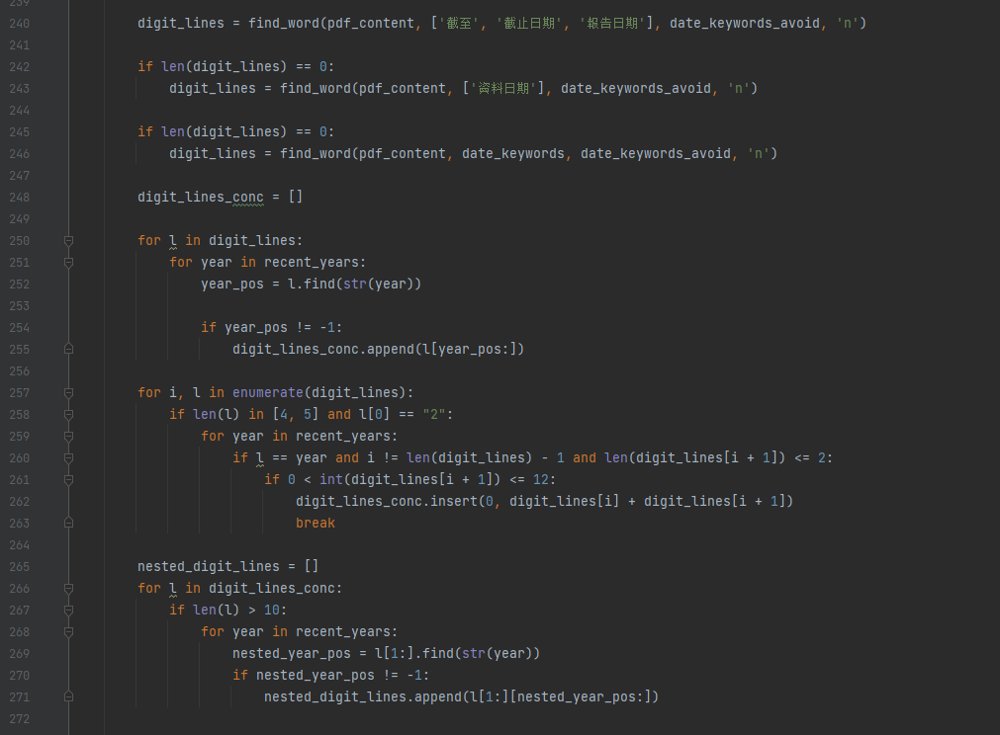 239
240 digit_lines = find_word(pdf_content, ['截至', '截止日期', '報告日期'], date_keywords_avoid, 'n')
241
242 if len(digit_lines) == 0:
243 digit_lines = find_word(pdf_content, ['資料日期'], date_keywords_avoid, 'n')
244
245 if len(digit_lines) == 0:
246 digit_lines = find_word(pdf_content, date_keywords, date_keywords_avoid, 'n')
247
248 digit_lines_conc = []
249
250 for l in digit_lines:
251 for year in recent_years:
252 year_pos = l.find(str(year))
253
254 if year_pos != -1:
255 digit_lines_conc.append(l[year_pos:])
256
257 for i, l in enumerate(digit_lines):
258 if len(l) in [4, 5] and l[0] == "2":
259 for year in recent_years:
260 if l == year and i != len(digit_lines) - 1 and len(digit_lines[i + 1]) <= 2:
261 if 0 < int(digit_lines[i + 1]) <= 12:
262 digit_lines_conc.insert(0, digit_lines[i] + digit_lines[i + 1])
263 break
264
265 nested_digit_lines = []
266 for l in digit_lines_conc:
267 if len(l) > 10:
268 for year in recent_years:
269 nested_year_pos = l[1:].find(str(year))
270 if nested_year_pos != -1:
271 nested_digit_lines.append(l[1:][nested_year_pos:])
272